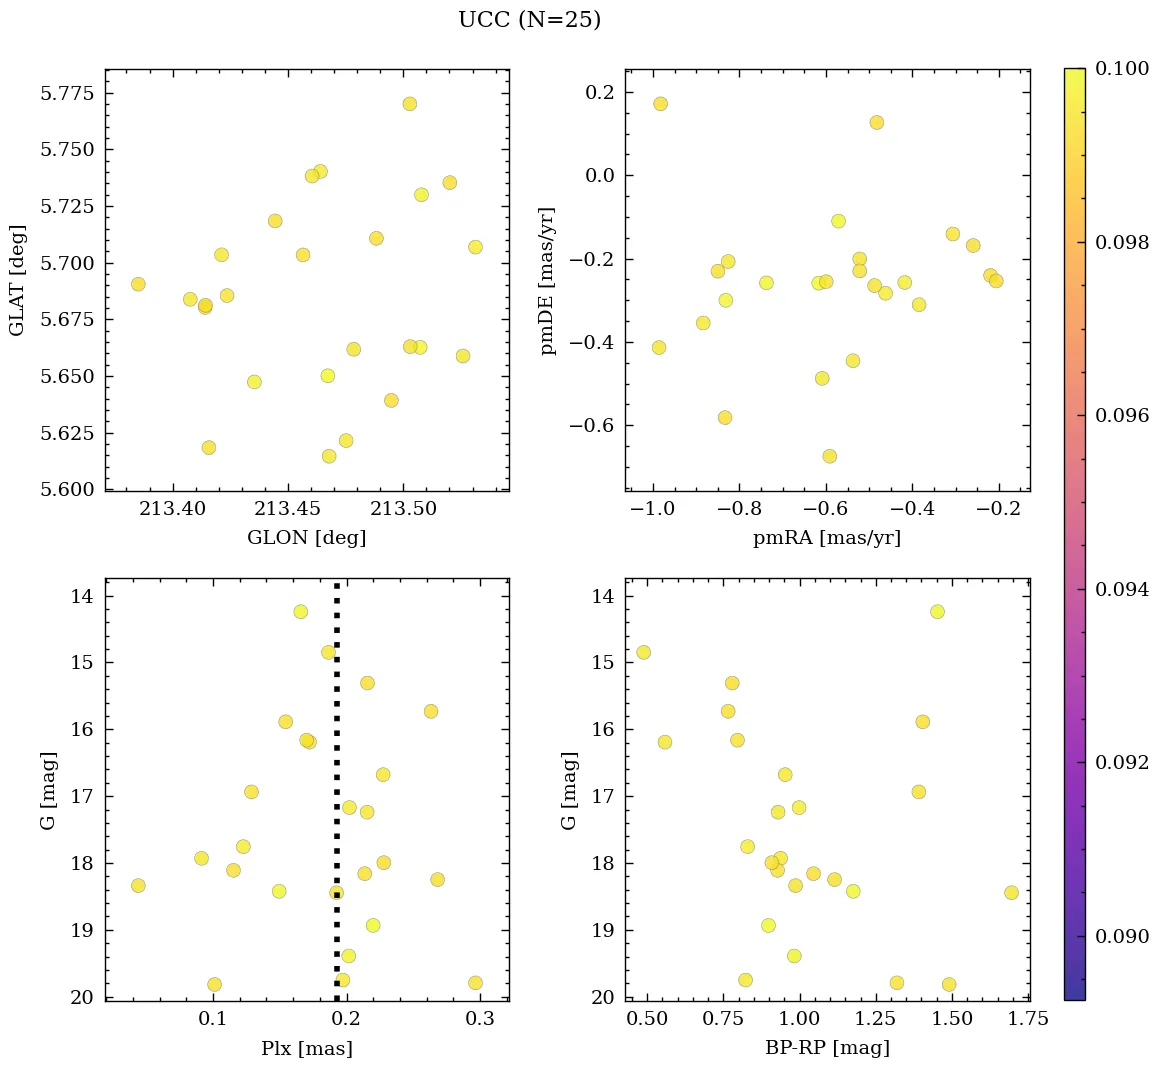 UCC (N=25)
5.775
5.750
5.725
5.700
5.675
5.650
5.625
5.600
GLAT [deg]
213.40 213.45 213.50
GLON [deg]
0.2
0.0
−0.2
−0.4
−0.6
pmDE [mas/yr]
−1.0 −0.8 −0.6 −0.4 −0.2
pmRA [mas/yr]
14
15
16
17
18
19
20
G [mag]
0.1 0.2 0.3
Plx [mas]
14
15
16
17
18
19
20
G [mag]
0.50 0.75 1.00 1.25 1.50 1.75
BP-RP [mag]
0.100
0.098
0.096
0.094
0.092
0.090